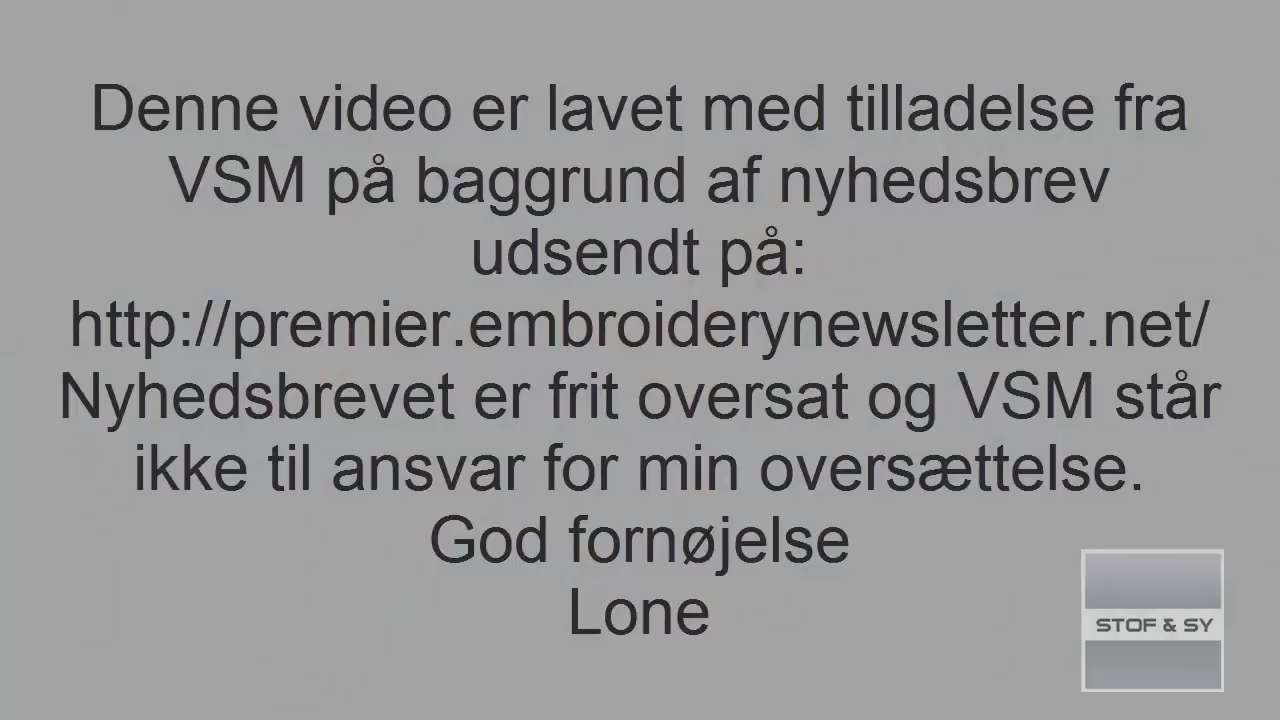 Denne video er lavet med tilladelse fra
VSM på baggrund af nyhedsbrev
udsendt på:
http://premier.embroiderynewsletter.net/
Nyhedsbrevet er frit oversat og VSM står
ikke til ansvar for min oversættelse.
God fornøjelse
Lone
STOF & SY